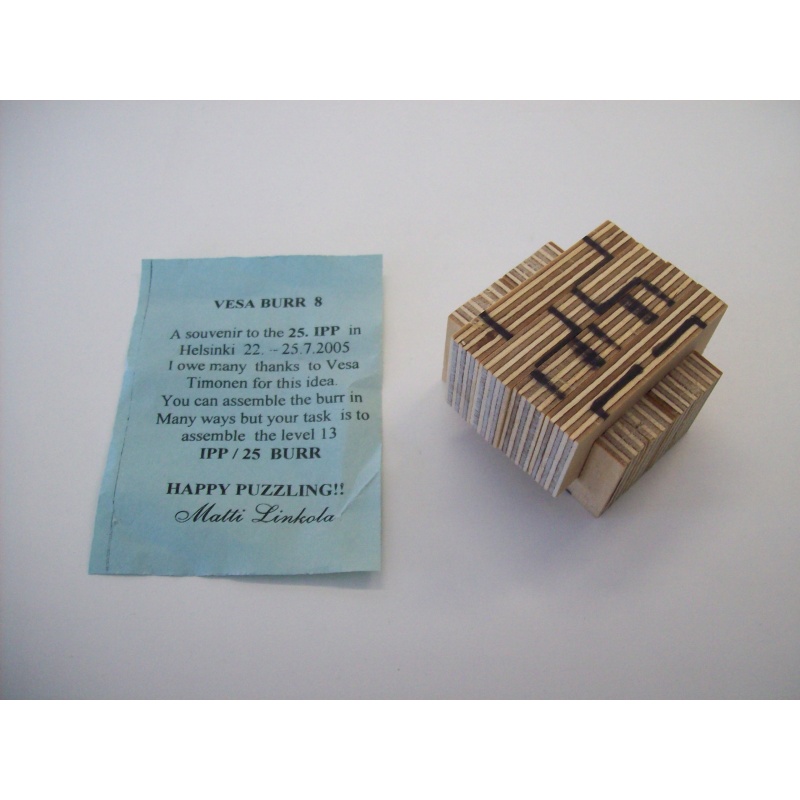 VESA BURR 8
A souvenir to the 25. IPP in
Helsinki 22. - 25.7.2005
I owe many thanks to Vesa
Timonen for this idea.
You can assemble the burr in
Many ways but your task is to
assemble the level 13
IPP / 25 BURR
HAPPY PUZZLING!!
Matti Linkola